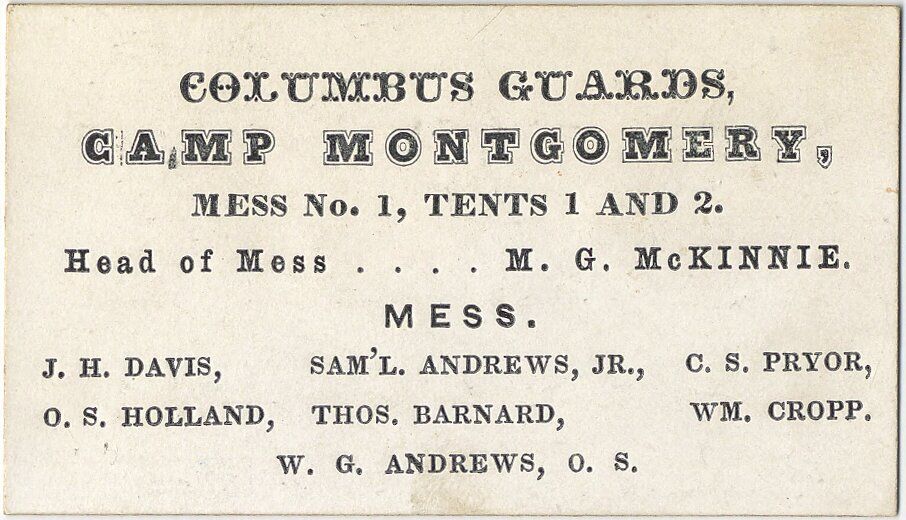 COLUMBUS GUARDS,
CAMP MONTGOMERY,
MESS No. 1, TENTS 1 AND 2.
Head of Mess . . . . M. G. McKINNIE.
MESS.
J. H. DAVIS, SAM'L. ANDREWS, JR., C. S. PRYOR,
O. S. HOLLAND, THOS. BARNARD, WM. CROPP.
W. G. ANDREWS, O. S.